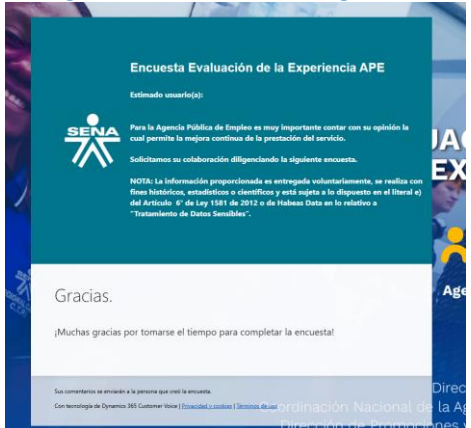 Encuesta Evaluación de la Experiencia APE
Estimado usuario(a):
SENA
Para la Agencia Pública de Empleo es muy importante contar con su opinión la
cual permite la mejora continua de la prestación del servicio.
Solicitamos su colaboración diligenciando la siguiente encuesta.
NOTA: La información proporcionada es entregada voluntariamente, se realiza con
fines históricos, estadísticos o científicos y está sujeta a lo dispuesto en el literal e)
del Artículo 6° de Ley 1581 de 2012 o de Habeas Data en lo relativo a
"Tratamiento de Datos Sensibles".
Gracias.
¡Muchas gracias por tomarse el tiempo para completar la encuesta!
Sus comentarios se enviarán a la persona que creó la encuesta.
Con tecnología de Dynamics 365 Customer Voice | Privacidad y cookies | Términos de uso
EX
Age
Direc
ordinación Nacional de la Ag
Dirección de Promociones y